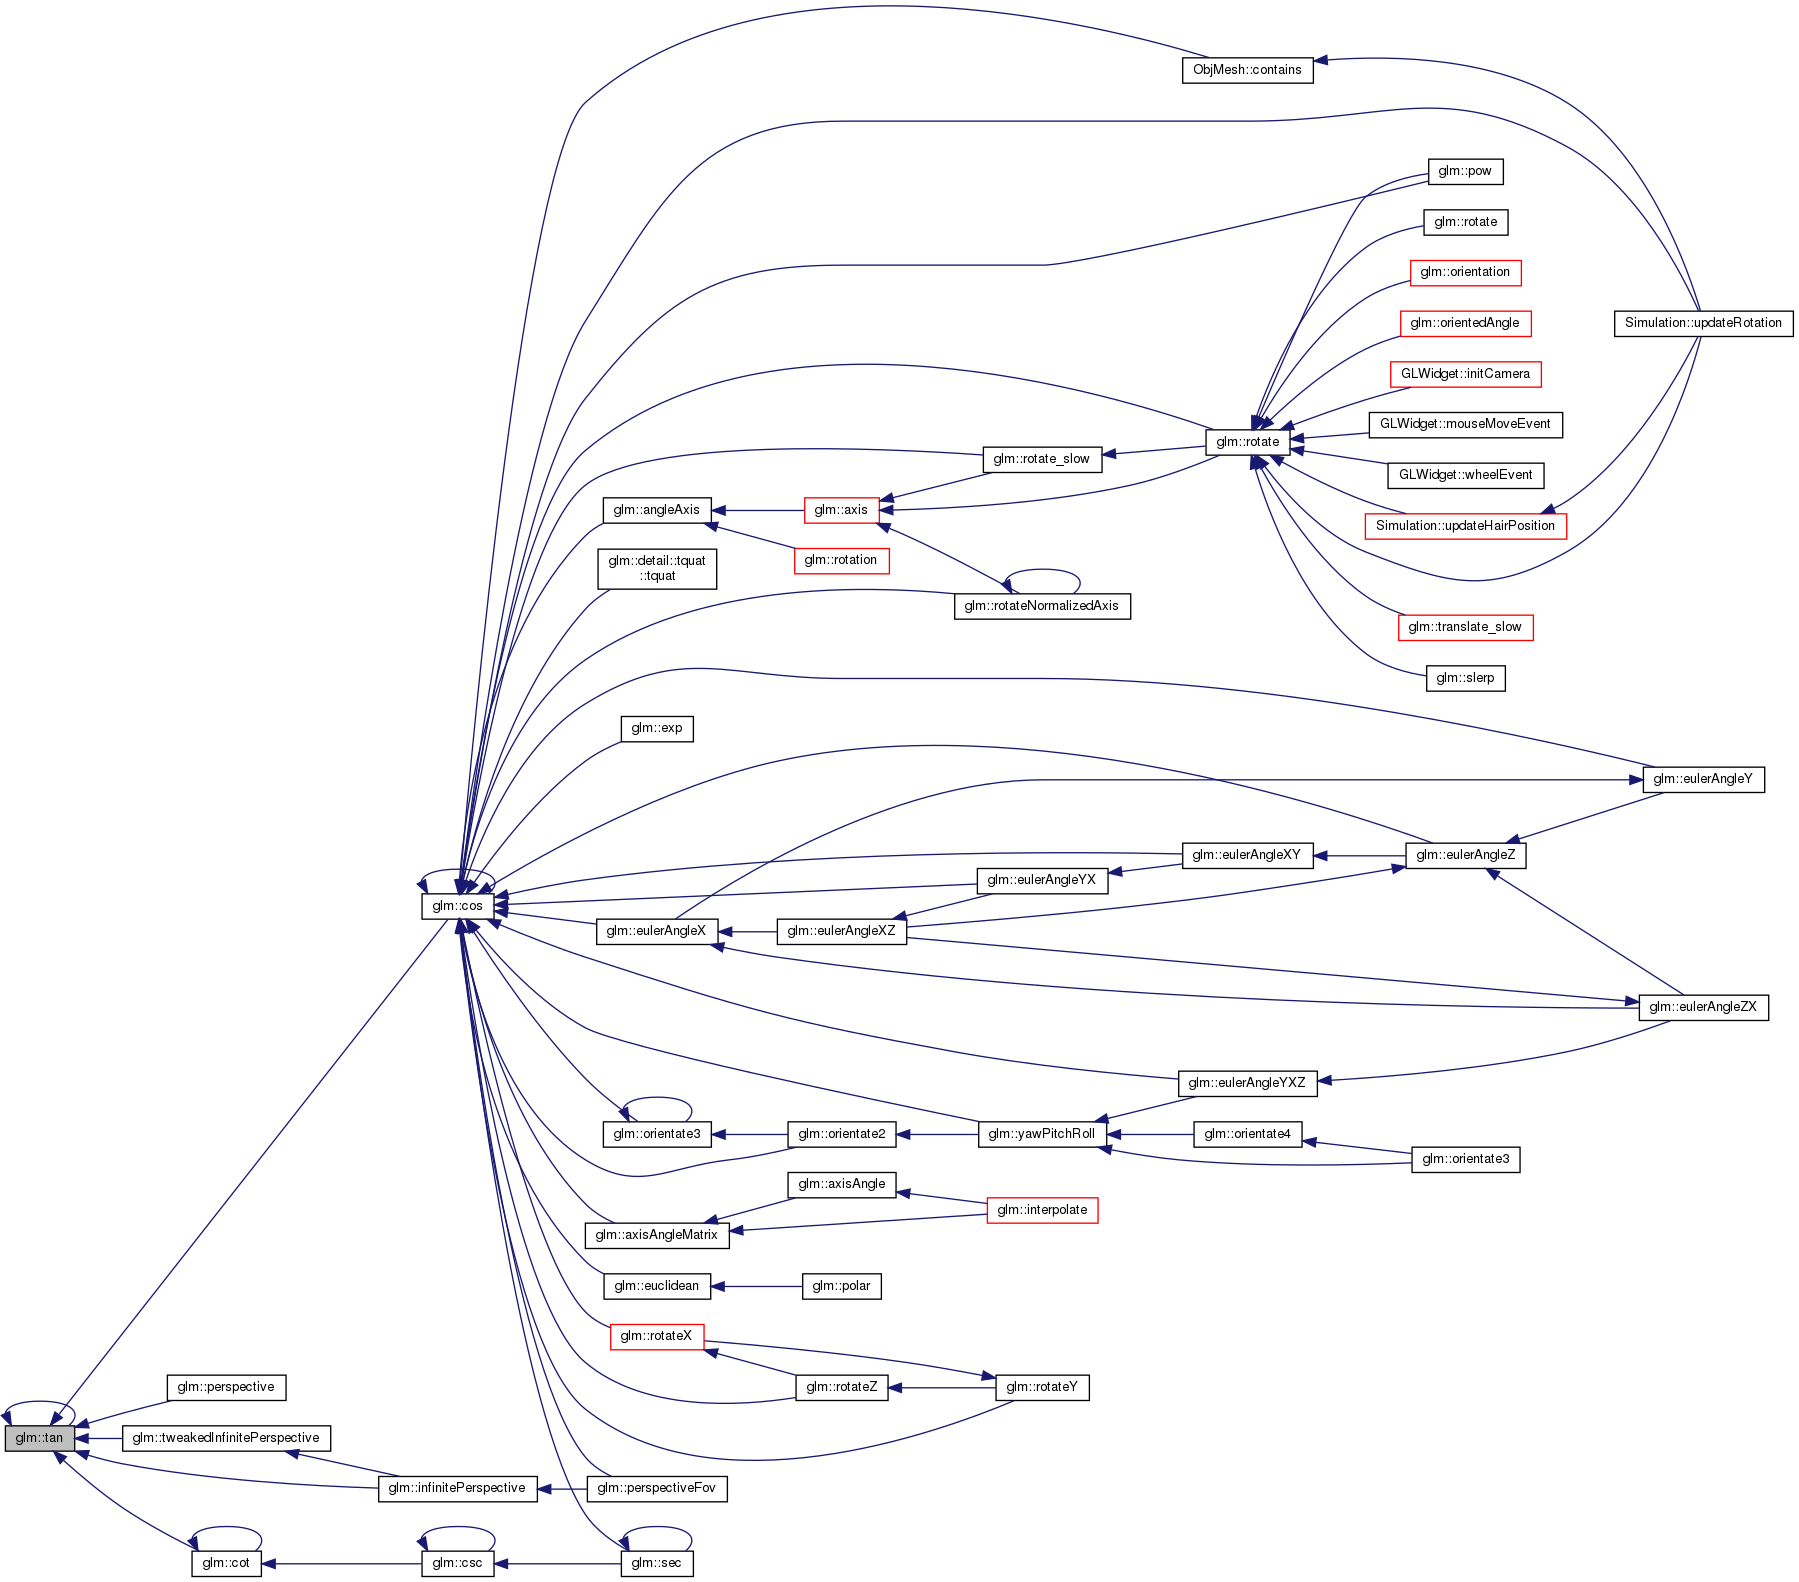 ObjMesh::contains
glm::pow
glm::rotate
glm::orientation
glm::orientedAngle
Simulation::updateRotation
GLWidget::initCamera
GLWidget::mouseMoveEvent
glm::rotate
glm::rotate_slow
GLWidget::wheelEvent
glm::angleAxis
glm::axis
Simulation::updateHairPosition
glm::detail::tquat
::tquat
glm::rotation
glm::rotateNormalizedAxis
glm::translate_slow
glm::slerp
glm::exp
glm::eulerAngleY
glm::eulerAngleXY
glm::eulerAngleZ
glm::eulerAngleYX
glm::cos
glm::eulerAngleX
glm::eulerAngleXZ
glm::eulerAngleZX
glm::eulerAngleYXZ
glm::orientate3
glm::orientate2
glm::yawPitchRoll
glm::orientate4
glm::orientate3
glm::axisAngle
glm::interpolate
glm::axisAngleMatrix
glm::euclidean
glm::polar
glm::rotateX
glm::perspective
glm::rotateZ
glm::rotateY
glm::tan
glm::tweakedInfinitePerspective
glm::infinitePerspective
glm::perspectiveFov
glm::cot
glm::csc
glm::sec